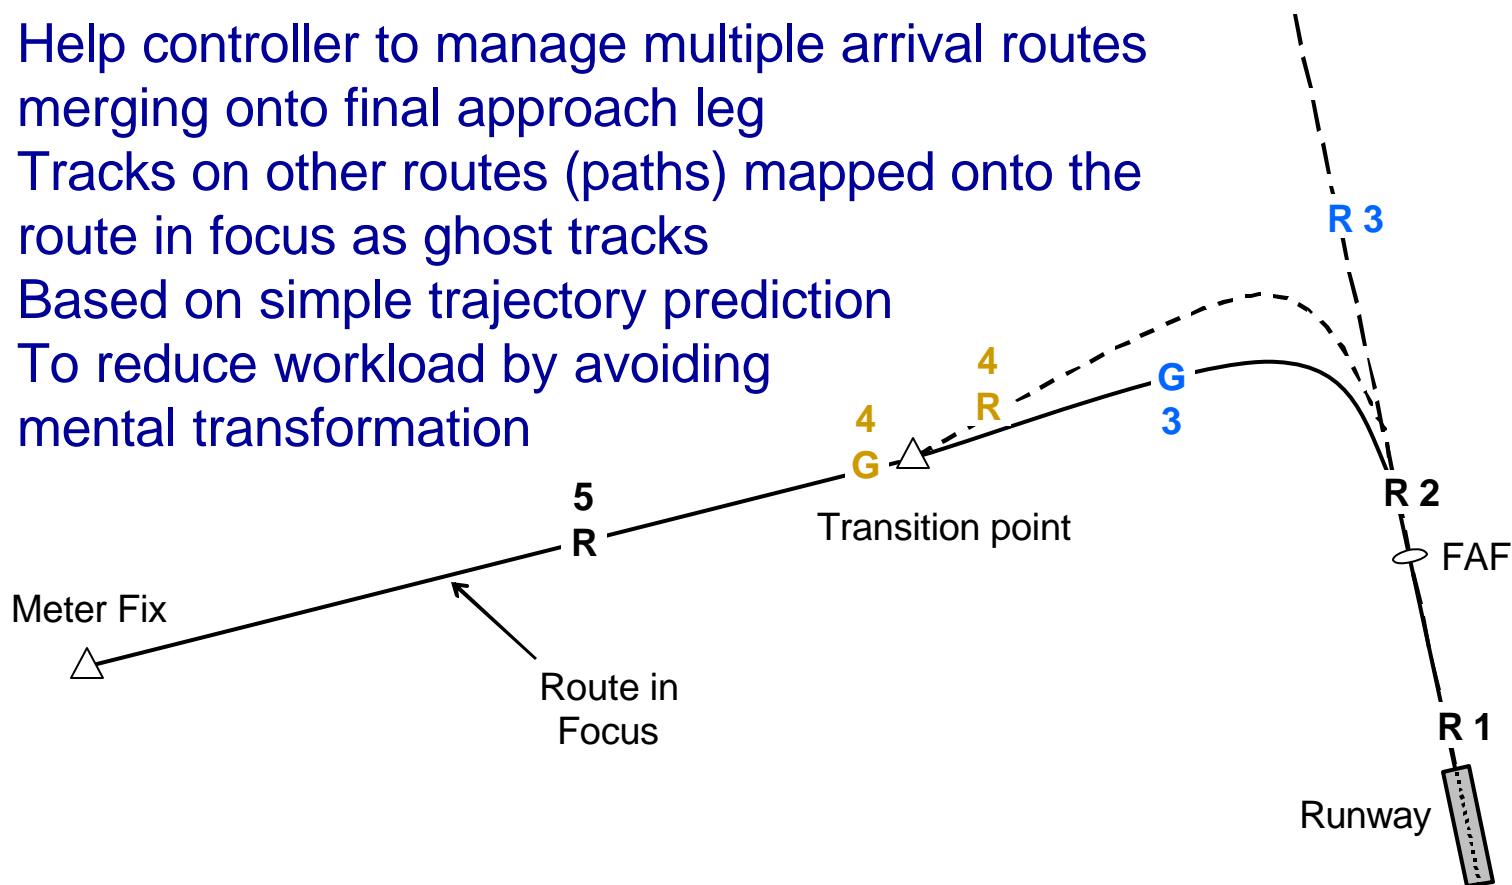 Help controller to manage multiple arrival routes
merging onto final approach leg
Tracks on other routes (paths) mapped onto the
route in focus as ghost tracks
Based on simple trajectory prediction
To reduce workload by avoiding
mental transformation
R 3
4
R
G
3
4
G
5
R
Transition point
R 2
FAF
Meter Fix
Route in
Focus
R 1
Runway